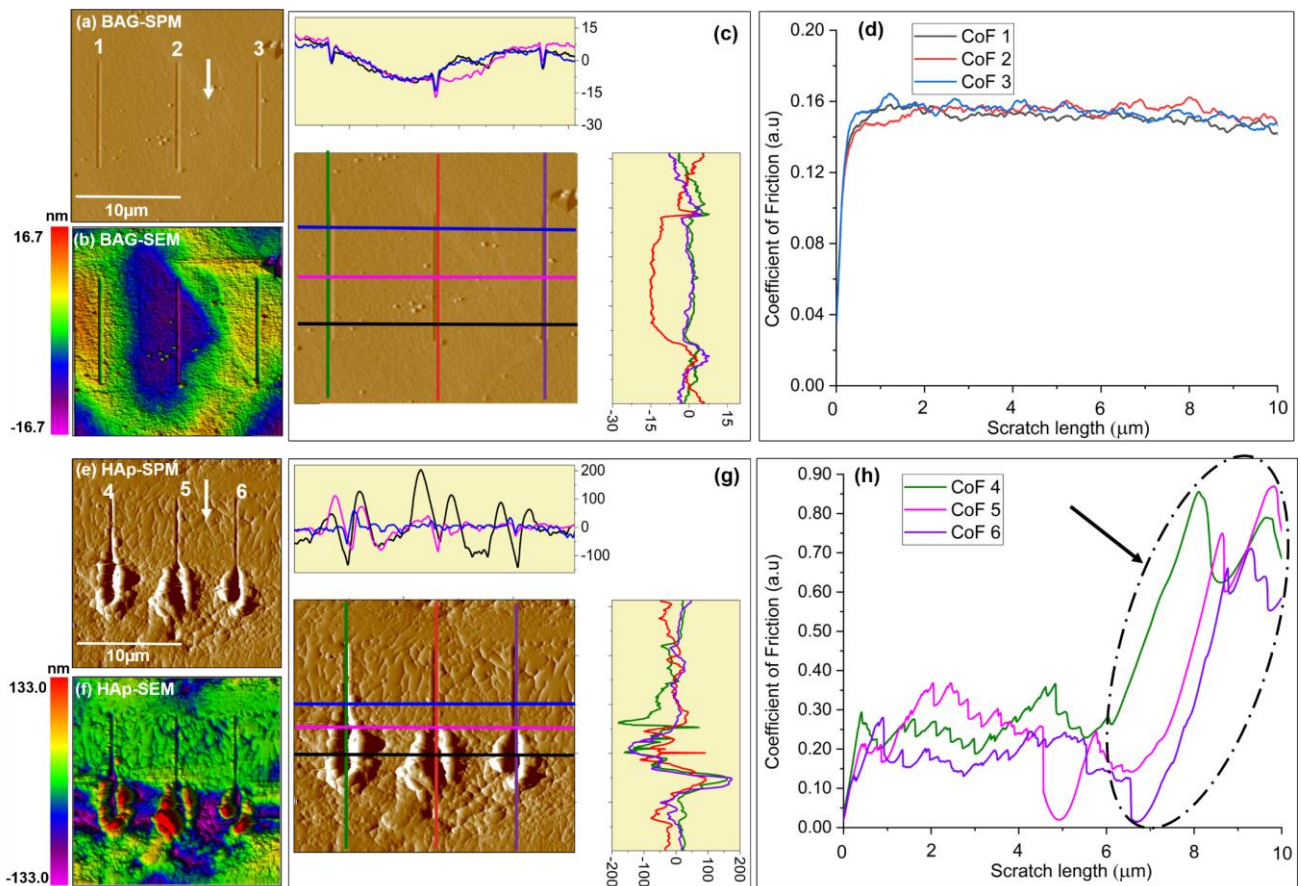 (a) BAG-SPM
1 2 3
10µm
nm
16.7
(b) BAG-SEM
-16.7
(c)
15
0
-15
-30
-30 -15 0 15
(d)
CoF 1
CoF 2
CoF 3
Coefficient of Friction (a.u)
0.20
0.16
0.12
0.08
0.04
0.00
0 2 4 6 8 10
Scratch length (µm)
(e) HAp-SPM
4 5 6
10µm
nm
133.0
(f) HAp-SEM
-133.0
(g)
200
100
0
-100
-200 -100 0 100 200
(h)
CoF 4
CoF 5
CoF 6
Coefficient of Friction (a.u)
0.90
0.80
0.70
0.60
0.50
0.40
0.30
0.20
0.10
0.00
0 2 4 6 8 10
Scratch length (µm)